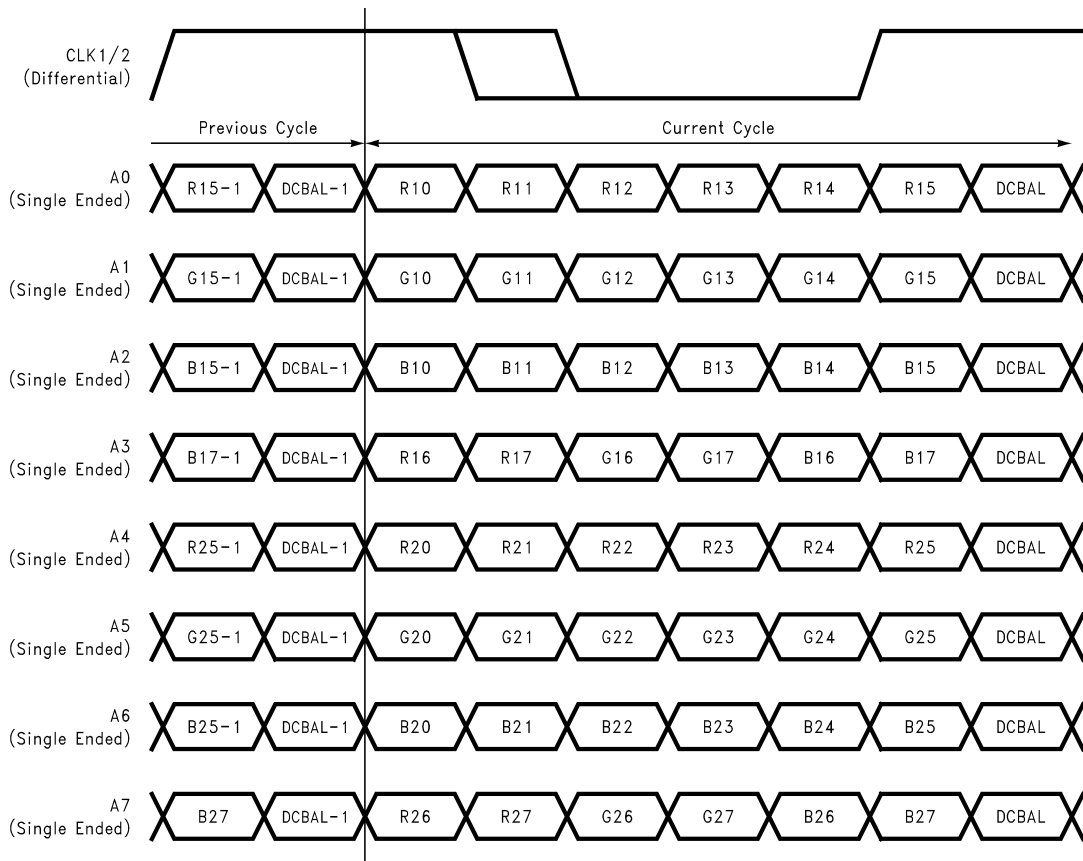 CLK1/2
(Differential)
Previous Cycle
Current Cycle
A0
(Single Ended)
R15-1 DCBAL-1 R10 R11 R12 R13 R14 R15 DCBAL
A1
(Single Ended)
G15-1 DCBAL-1 G10 G11 G12 G13 G14 G15 DCBAL
A2
(Single Ended)
B15-1 DCBAL-1 B10 B11 B12 B13 B14 B15 DCBAL
A3
(Single Ended)
B17-1 DCBAL-1 R16 R17 G16 G17 B16 B17 DCBAL
A4
(Single Ended)
R25-1 DCBAL-1 R20 R21 R22 R23 R24 R25 DCBAL
A5
(Single Ended)
G25-1 DCBAL-1 G20 G21 G22 G23 G24 G25 DCBAL
A6
(Single Ended)
B25-1 DCBAL-1 B20 B21 B22 B23 B24 B25 DCBAL
A7
(Single Ended)
B27 DCBAL-1 R26 R27 G26 G27 B26 B27 DCBAL